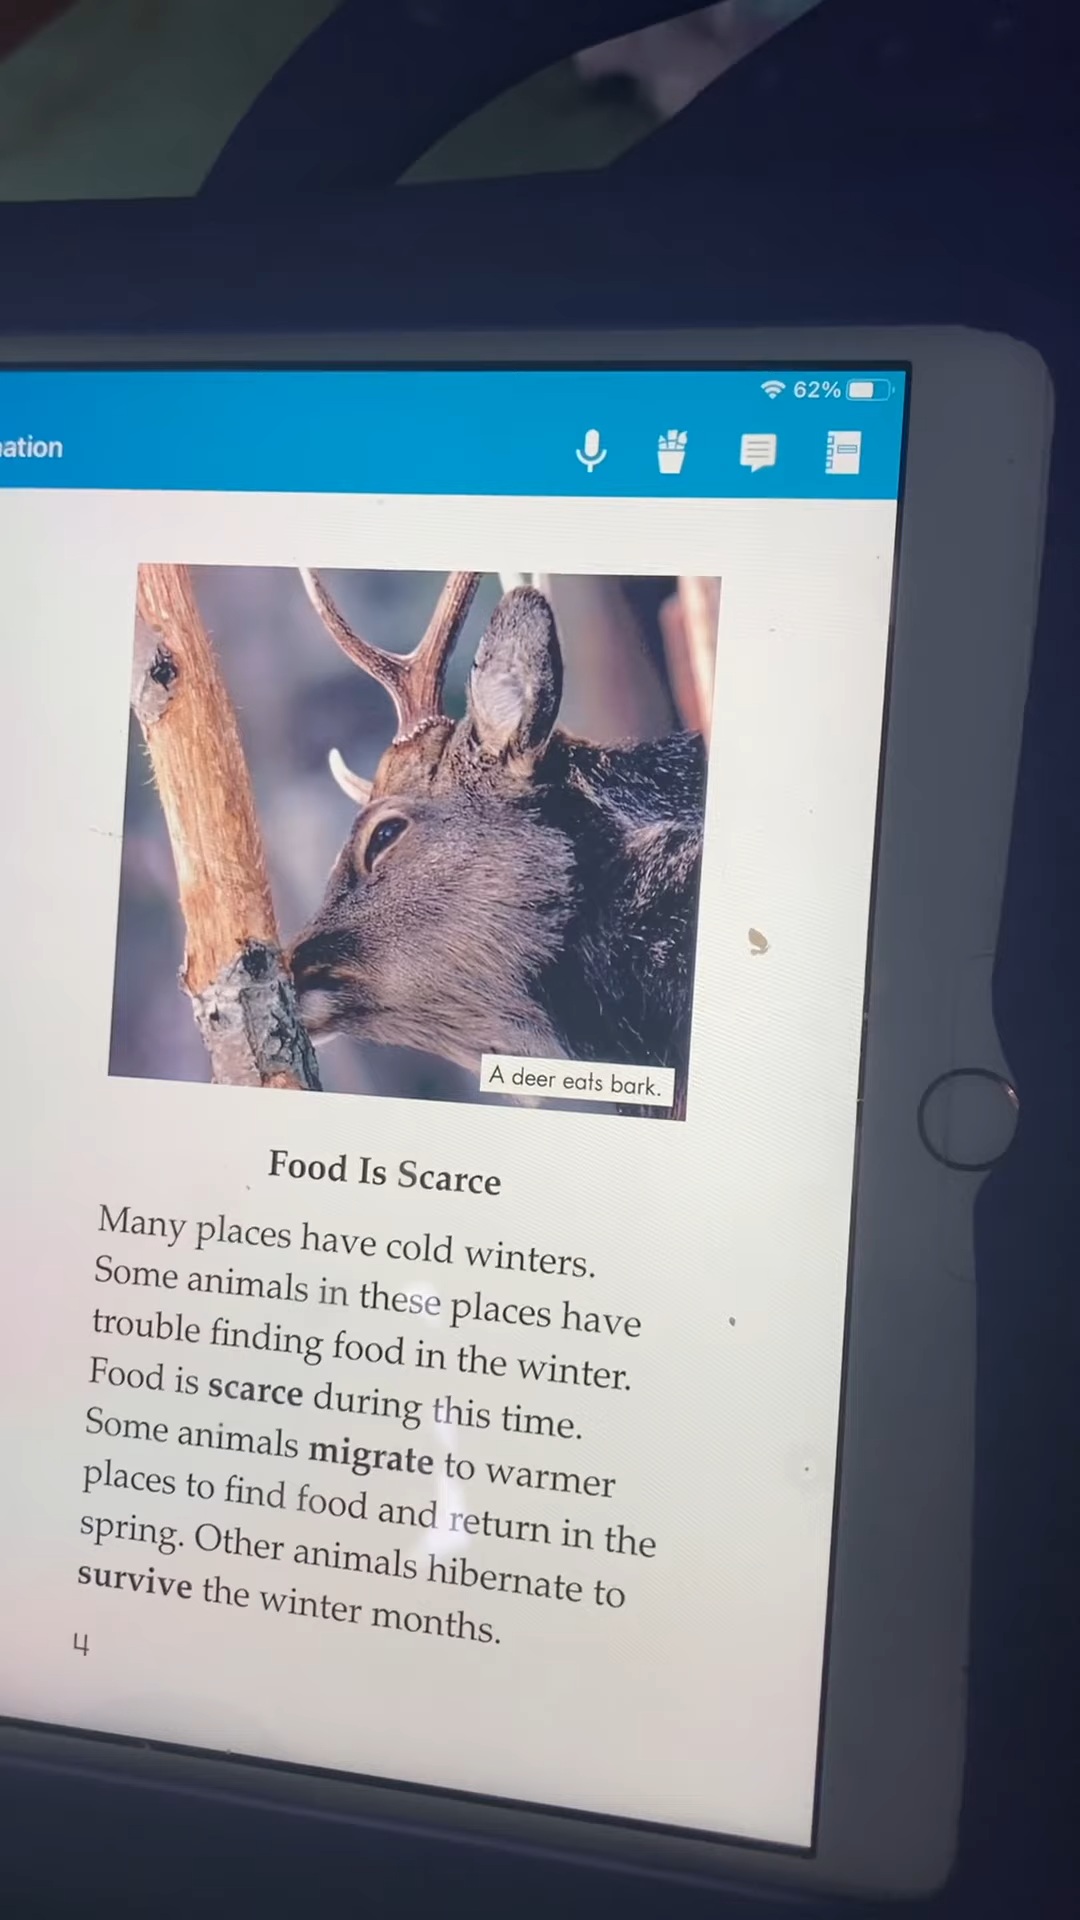 62%
ation
A deer eats bark.
Food Is Scarce
Many places have cold winters.
Some animals in these places have
trouble finding food in the winter.
Food is scarce during this time.
Some animals migrate to warmer
places to find food and return in the
spring. Other animals hibernate to
survive the winter months.
4